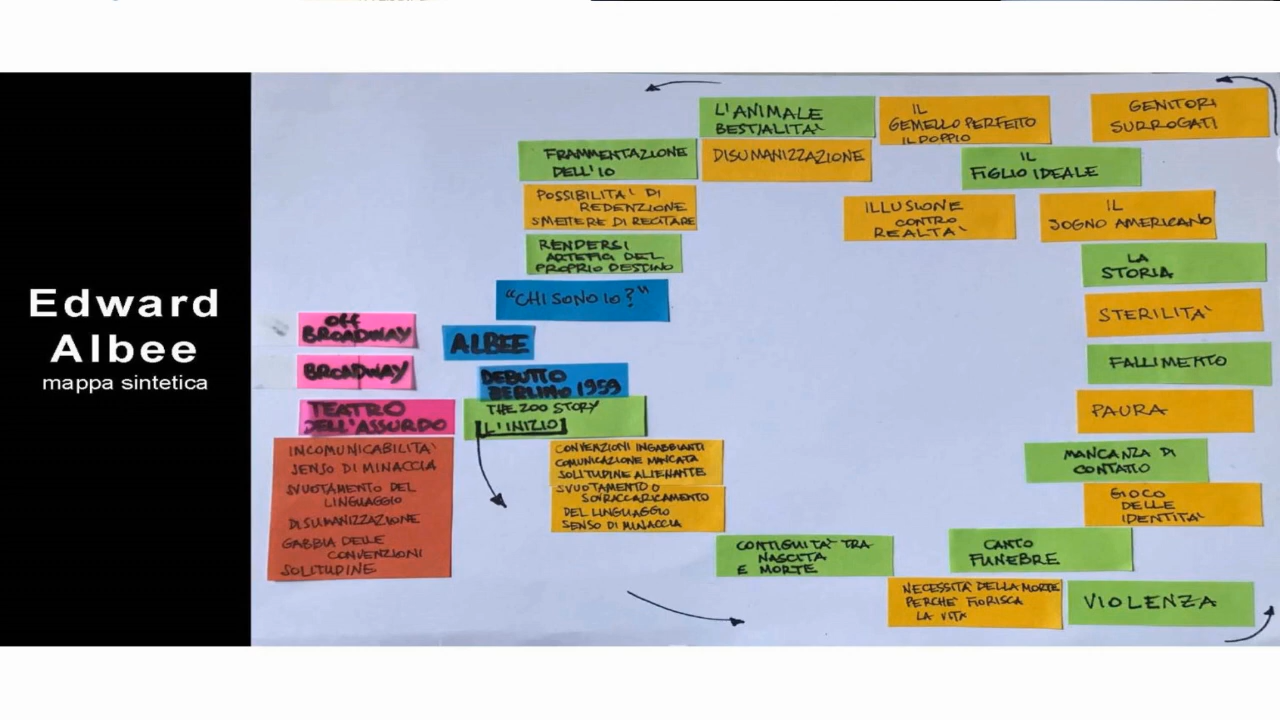 Edward
Albee
mappa sintetica
OFF
BROADWAY
BROADWAY
TEATRO
DELL'ASSURDO
INCOMUNICABILITA'
SENSO DI MINACCIA
SVUOTAMENTO DEL
LINGUAGGIO
DISUMANIZZAZIONE
GABBIA DELLE
CONVENZIONI
SOLITUDINE
ALBEE
DEBUTTO
BERLINO 1959
THE ZOO STORY
L'INIZIO
CONVENZIONI INGABBIANTI
COMUNICAZIONE MANCATA
SOLITUDINE ALIENANTE
SVUOTAMENTO O
SOVRACCARICAMENTO
DEL LINGUAGGIO
SENSO DI MINACCIA
CONTIGUITA' TRA
NASCITA
E MORTE
NECESSITÀ DELLA MORTE
PERCHE' FIORISCA
LA VITA
CANTO
FUNEBRE
VIOLENZA
GIOCO
DELLE
IDENTITA'
MANCANZA DI
CONTATTO
PAURA
FALLIMENTO
STERILITA'
LA
STORIA
IL
SOGNO AMERICANO
ILLUSIONE
CONTRO
REALTA'
IL
FIGLIO IDEALE
GENITORI
SURROGATI
IL
GEMELLO PERFETTO
IL DOPPIO
L'ANIMALE
BESTIALITA'
DISUMANIZZAZIONE
FRAMMENTAZIONE
DELL'IO
POSSIBILITA' DI
REDENZIONE
SMETTERE DI RECITARE
RENDERSI
ARTEFICI DEL
PROPRIO DESTINO
"CHI SONO IO?"